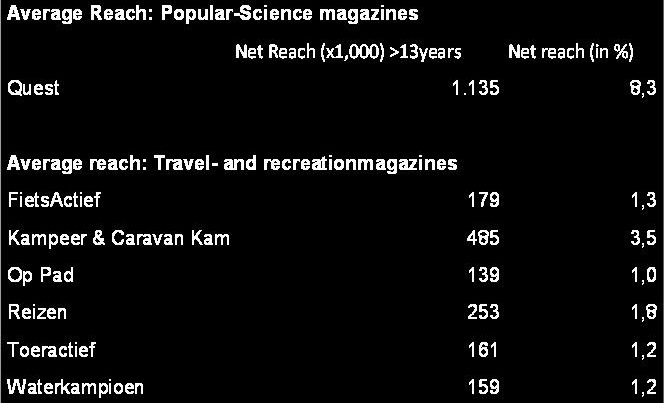 Average Reach: Popular-Science magazines
Net Reach (x1,000) >13years Net reach (in %)
Quest 1.135 8,3
Average reach: Travel- and recreationmagazines
FietsActief 179 1,3
Kampeer & Caravan Kam 485 3,5
Op Pad 139 1,0
Reizen 253 1,8
Toeractief 161 1,2
Waterkampioen 159 1,2